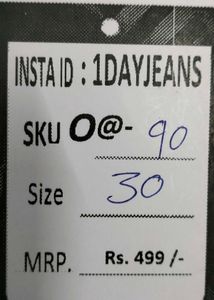 INSTA ID : 1DAYJEANS
SKU O@- 90
Size 30
MRP. Rs. 499 /-